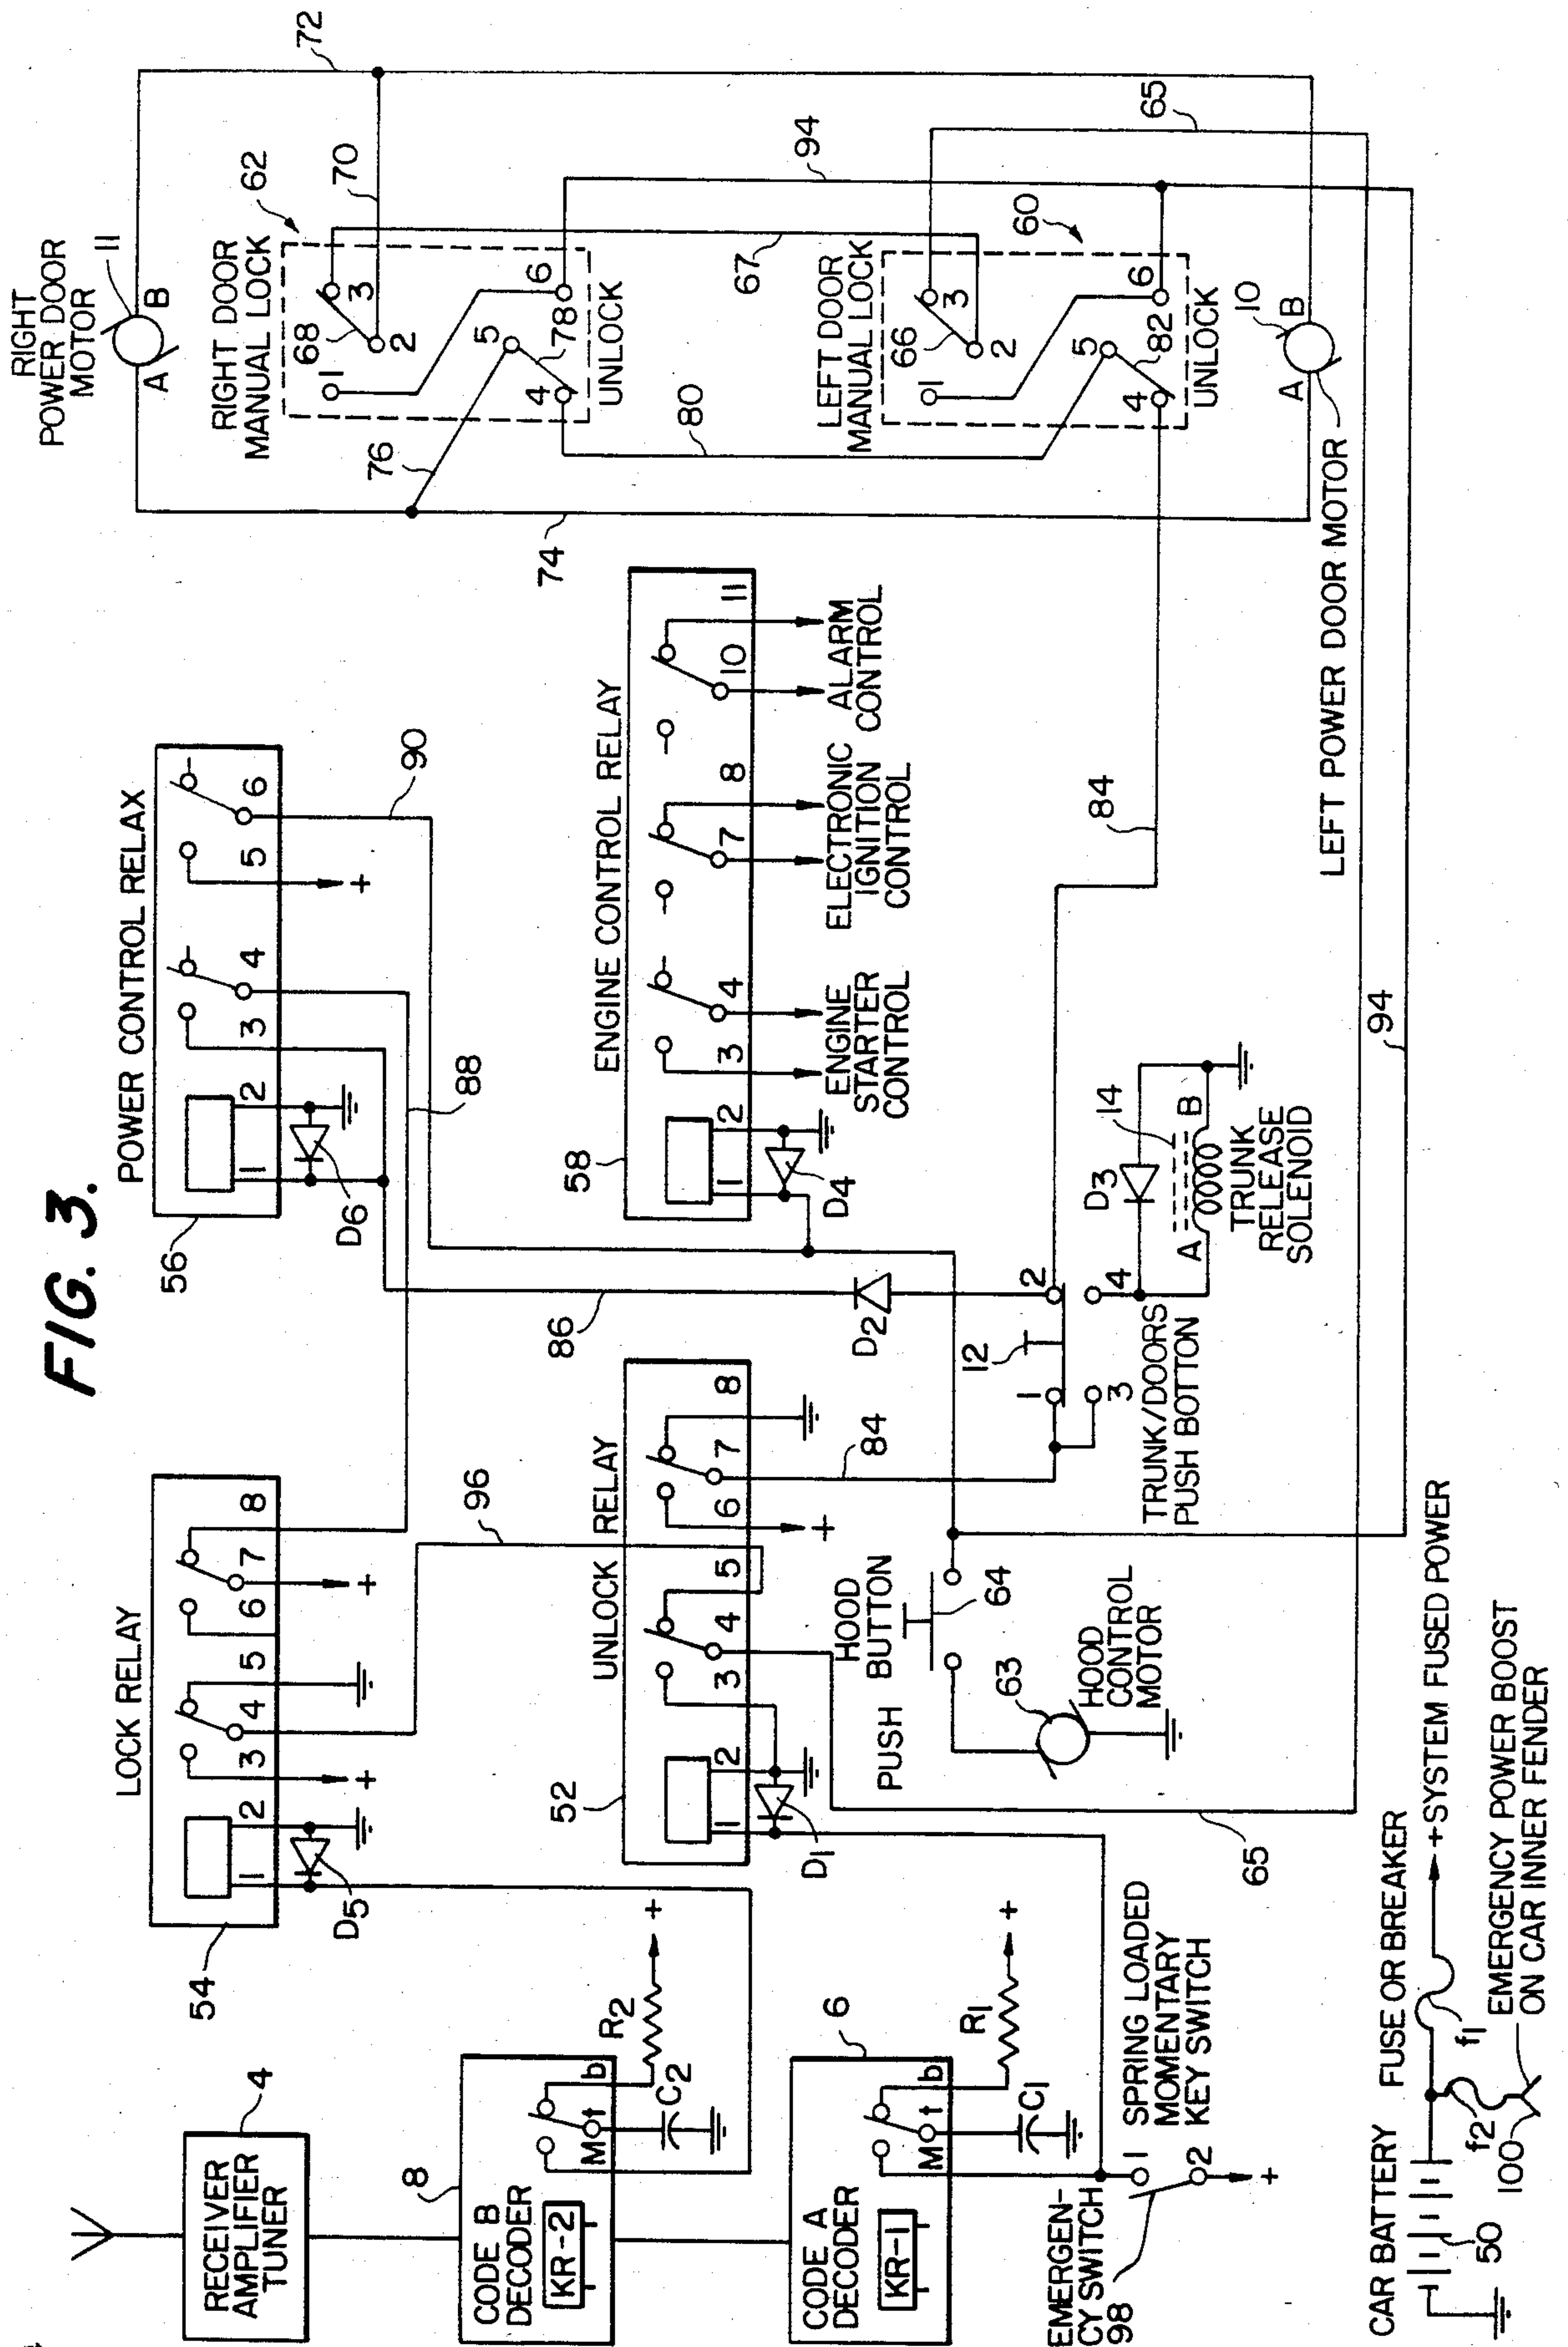 FIG. 3.
RECEIVER
AMPLIFIER
TUNER
4
8
CODE B
DECODER
KR-2
M
t
b
R2
+
C2
6
CODE A
DECODER
KR-1
M
t
b
R1
+
C1
EMERGEN-
CY SWITCH
98
1
2
+
SPRING LOADED
MOMENTARY
KEY SWITCH
CAR BATTERY
50
FUSE OR BREAKER
f1
f2
100
+SYSTEM FUSED POWER
EMERGENCY POWER BOOST
ON CAR INNER FENDER
LOCK RELAY
54
1
2
3
4
5
6
7
8
D5
+
+
96
UNLOCK RELAY
52
1
2
3
4
5
6
7
8
D1
+
84
65
PUSH
HOOD
BUTTON
64
63
HOOD
CONTROL
MOTOR
POWER CONTROL RELAX
56
1
2
3
4
5
6
D6
+
88
90
86
D2
ENGINE CONTROL RELAY
58
1
2
3
4
7
8
10
11
D4
ENGINE
STARTER
CONTROL
ELECTRONIC
IGNITION
CONTROL
ALARM
CONTROL
12
1
2
3
4
TRUNK/DOORS
PUSH BOTTON
D3
14
A
B
TRUNK
RELEASE
SOLENOID
84
94
RIGHT
POWER DOOR
MOTOR
11
A
B
72
RIGHT DOOR
MANUAL LOCK
62
70
68
1
2
3
4
5
6
78
UNLOCK
76
74
80
67
94
LEFT DOOR
MANUAL LOCK
60
65
66
1
2
3
4
5
6
82
UNLOCK
10
A
B
LEFT POWER DOOR MOTOR